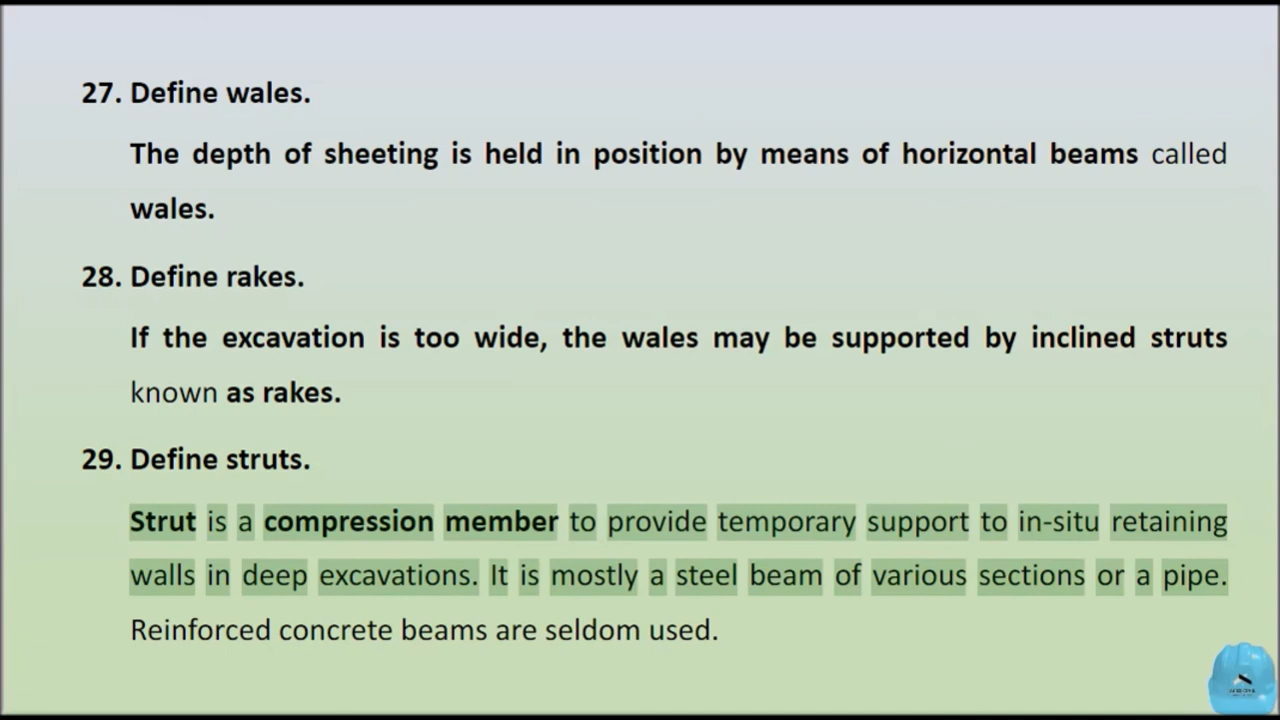 27. Define wales.
The depth of sheeting is held in position by means of horizontal beams called
wales.
28. Define rakes.
If the excavation is too wide, the wales may be supported by inclined struts
known as rakes.
29. Define struts.
Strut is a compression member to provide temporary support to in-situ retaining
walls in deep excavations. It is mostly a steel beam of various sections or a pipe.
Reinforced concrete beams are seldom used.